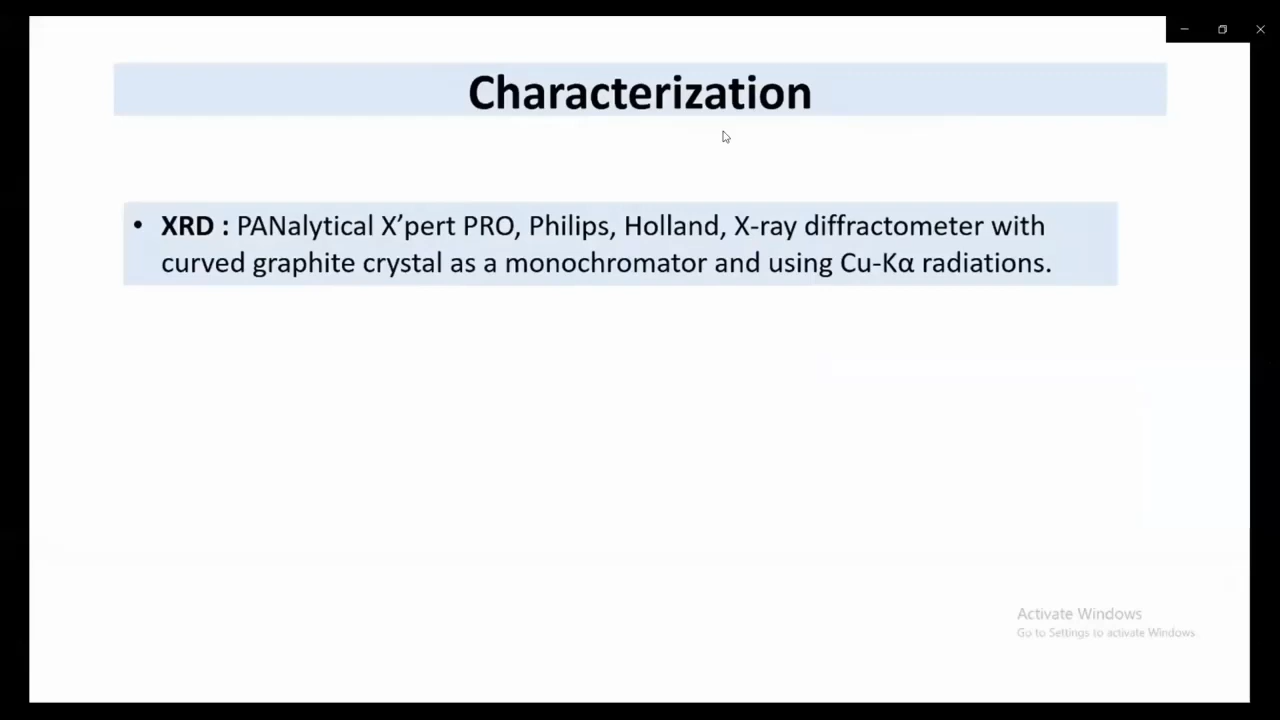 Characterization
• XRD : PANalytical X’pert PRO, Philips, Holland, X-ray diffractometer with
curved graphite crystal as a monochromator and using Cu-Kα radiations.
Activate Windows
Go to Settings to activate Windows